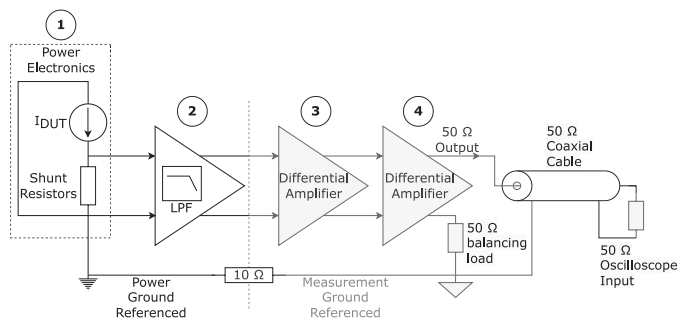 1
Power
Electronics
IDUT
Shunt
Resistors
2
LPF
3
Differential
Amplifier
4
Differential
Amplifier
50 Ω
Output
50 Ω
Coaxial
Cable
50 Ω
balancing
load
50 Ω
Oscilloscope
Input
10 Ω
Power
Ground
Referenced
Measurement
Ground
Referenced